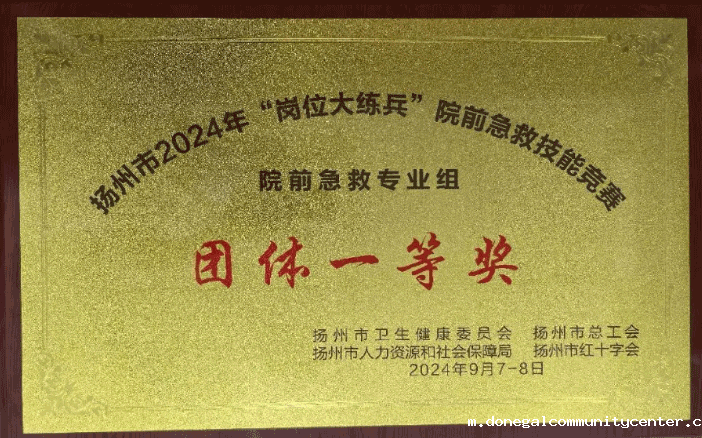 扬州市2024年“岗位大练兵”院前急救技能竞赛
院前急救专业组
团体一等奖
扬州市卫生健康委员会 扬州市总工会
扬州市人力资源和社会保障局 扬州市红十字会
2024年9月7-8日
m.donegalcommunitycenter.c